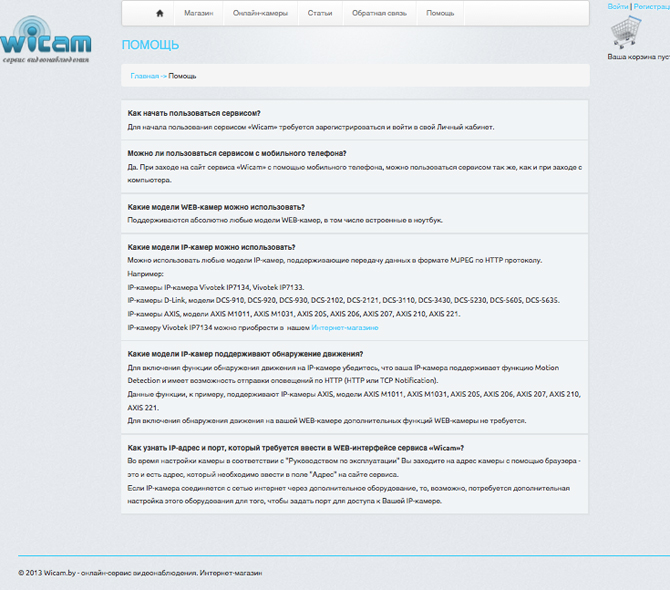 Магазин Онлайн-камеры Статьи Обратная связь Помощь
Войти | Регистрац
wicam
сервис видеонаблюдения
ПОМОЩЬ
Ваша корзина пус
Главная -> Помощь
Как начать пользоваться сервисом?
Для начала пользования сервисом «Wicam» требуется зарегистрироваться и войти в свой Личный кабинет.
Можно ли пользоваться сервисом с мобильного телефона?
Да. При заходе на сайт сервиса «Wicam» с помощью мобильного телефона, можно пользоваться сервисом так же, как и при заходе с
компьютера.
Какие модели WEB-камер можно использовать?
Поддерживаются абсолютно любые модели WEB-камер, в том числе встроенные в ноутбук.
Какие модели IP-камер можно использовать?
Можно использовать любые модели IP-камер, поддерживающие передачу данных в формате MJPEG по HTTP протоколу.
Например:
IP-камеры IP-камера Vivotek IP7134, Vivotek IP7133.
IP-камеры D-Link, модели DCS-910, DCS-920, DCS-930, DCS-2102, DCS-2121, DCS-3110, DCS-3430, DCS-5230, DCS-5605, DCS-5635.
IP-камеры AXIS, модели AXIS M1011, AXIS M1031, AXIS 205, AXIS 206, AXIS 207, AXIS 210, AXIS 221.
IP-камеру Vivotek IP7134 можно приобрести в нашем Интернет-магазине
Какие модели IP-камер поддерживают обнаружение движения?
Для включения функции обнаружения движения на IP-камере убедитесь, что ваша IP-камера поддерживает функцию Motion
Detection и имеет возможность отправки оповещений по HTTP (HTTP или TCP Notification).
Данные функции, к примеру, поддерживают IP-камеры AXIS, модели AXIS M1011, AXIS M1031, AXIS 205, AXIS 206, AXIS 207, AXIS 210,
AXIS 221.
Для включения обнаружения движения на вашей WEB-камере дополнительных функций WEB-камеры не требуется.
Как узнать IP-адрес и порт, который требуется ввести в WEB-интерфейсе сервиса «Wicam»?
Во время настройки камеры в соответствии с "Руководством по эксплуатации" Вы заходите на адрес камеры с помощью браузера -
это и есть адрес, который необходимо ввести в поле "Адрес" на сайте сервиса.
Если IP-камера соединяется с сетью интернет через дополнительное оборудование, то, возможно, потребуется дополнительная
настройка этого оборудования для того, чтобы задать порт для доступа к Вашей IP-камере.
© 2013 Wicam.by - онлайн-сервис видеонаблюдения. Интернет-магазин